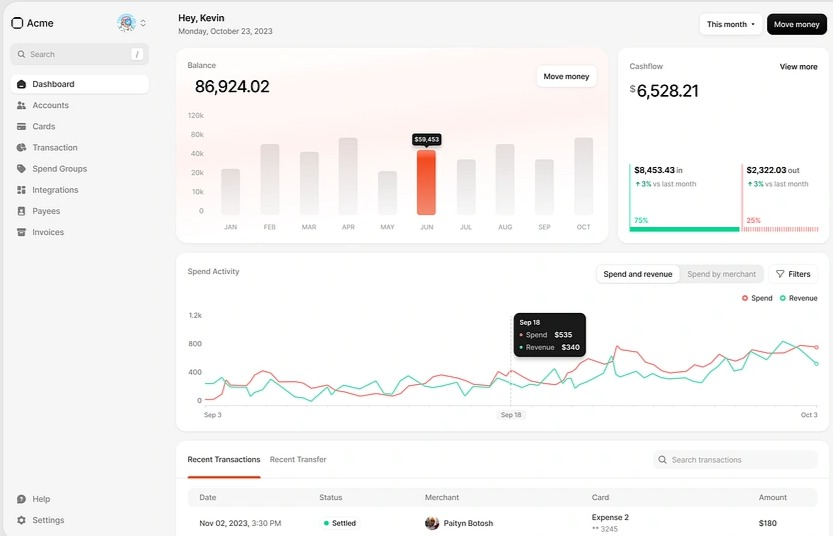 Acme
Search /
Dashboard
Accounts
Cards
Transaction
Spend Groups
Integrations
Payees
Invoices
Help
Settings
Hey, Kevin
Monday, October 23, 2023
This month
Move money
Balance
86,924.02
Move money
120k
80k
40k
20k
10k
0
$59,453
JAN FEB MAR APR MAY JUN JUL AUG SEP OCT
Cashflow View more
$6,528.21
$8,453.43 in
3% vs last month
75%
$2,322.03 out
3% vs last month
25%
Spend Activity
Spend and revenue Spend by merchant Filters
Spend Revenue
1.2k
800
400
0
Sep 18
Spend $535
Revenue $340
Sep 3 Sep 18 Oct 3
Recent Transactions Recent Transfer
Search transactions
Date Status Merchant Card Amount
Nov 02, 2023, 3:30 PM Settled Paityn Botosh Expense 2 $180
** 3245